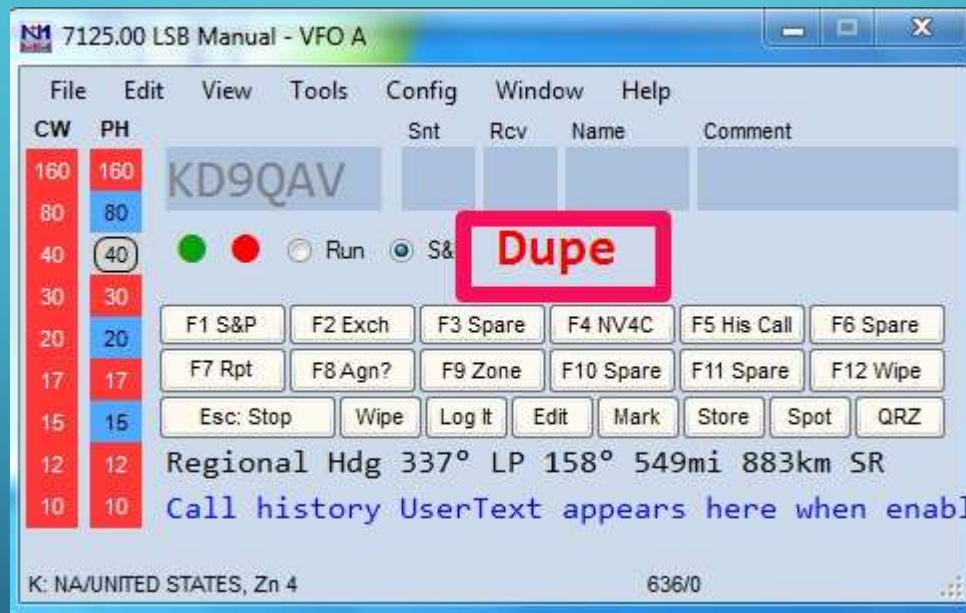 7125.00 LSB Manual - VFO A
File Edit View Tools Config Window Help
CW PH Snt Rcv Name Comment
160 160 KD9QAV
80 80
40 40 Run S& Dupe
30 30
F1 S&P F2 Exch F3 Spare F4 NV4C F5 His Call F6 Spare
20 20
F7 Rpt F8 Agn? F9 Zone F10 Spare F11 Spare F12 Wipe
17 17
15 15 Esc: Stop Wipe Log It Edit Mark Store Spot QRZ
12 12 Regional Hdg 337° LP 158° 549mi 883km SR
10 10 Call history UserText appears here when enabl
K: NA/UNITED STATES, Zn 4 636/0